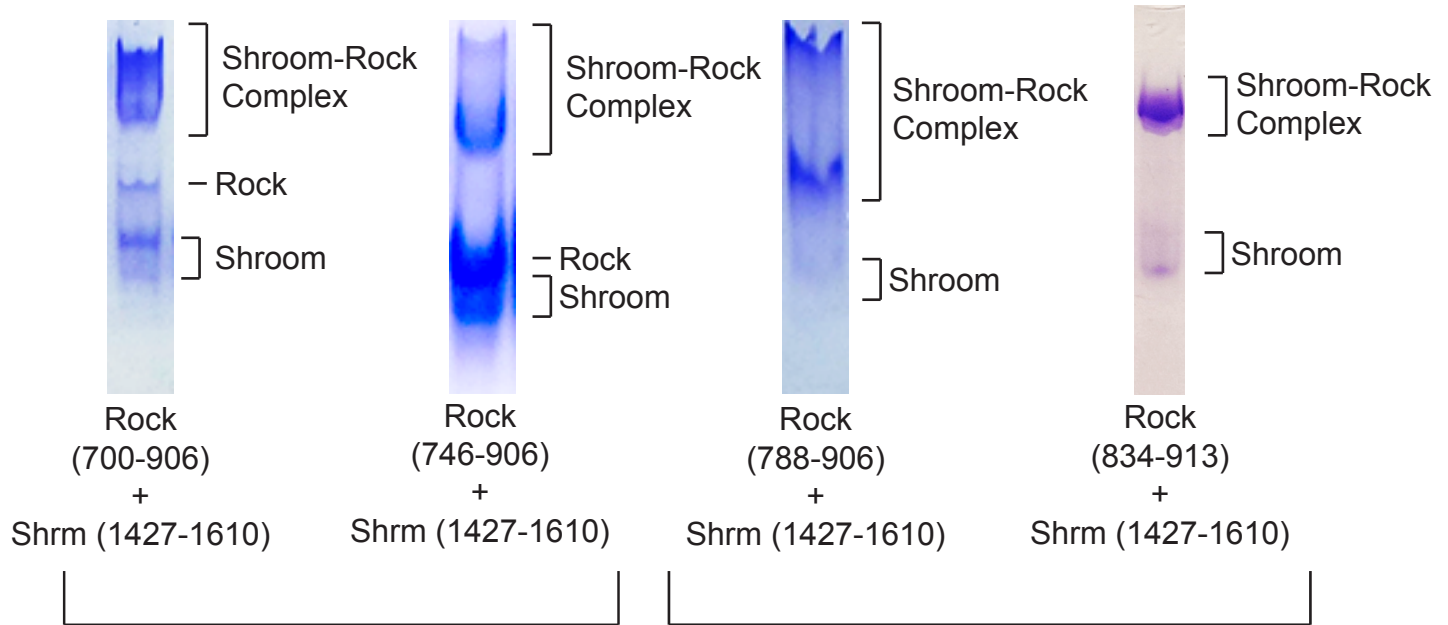 Shroom-Rock
Complex
Rock
Shroom
Rock
(700-906)
+
Shrm (1427-1610)
Shroom-Rock
Complex
Rock
Shroom
Rock
(746-906)
+
Shrm (1427-1610)
Shroom-Rock
Complex
Shroom
Rock
(788-906)
+
Shrm (1427-1610)
Shroom-Rock
Complex
Shroom
Rock
(834-913)
+
Shrm (1427-1610)